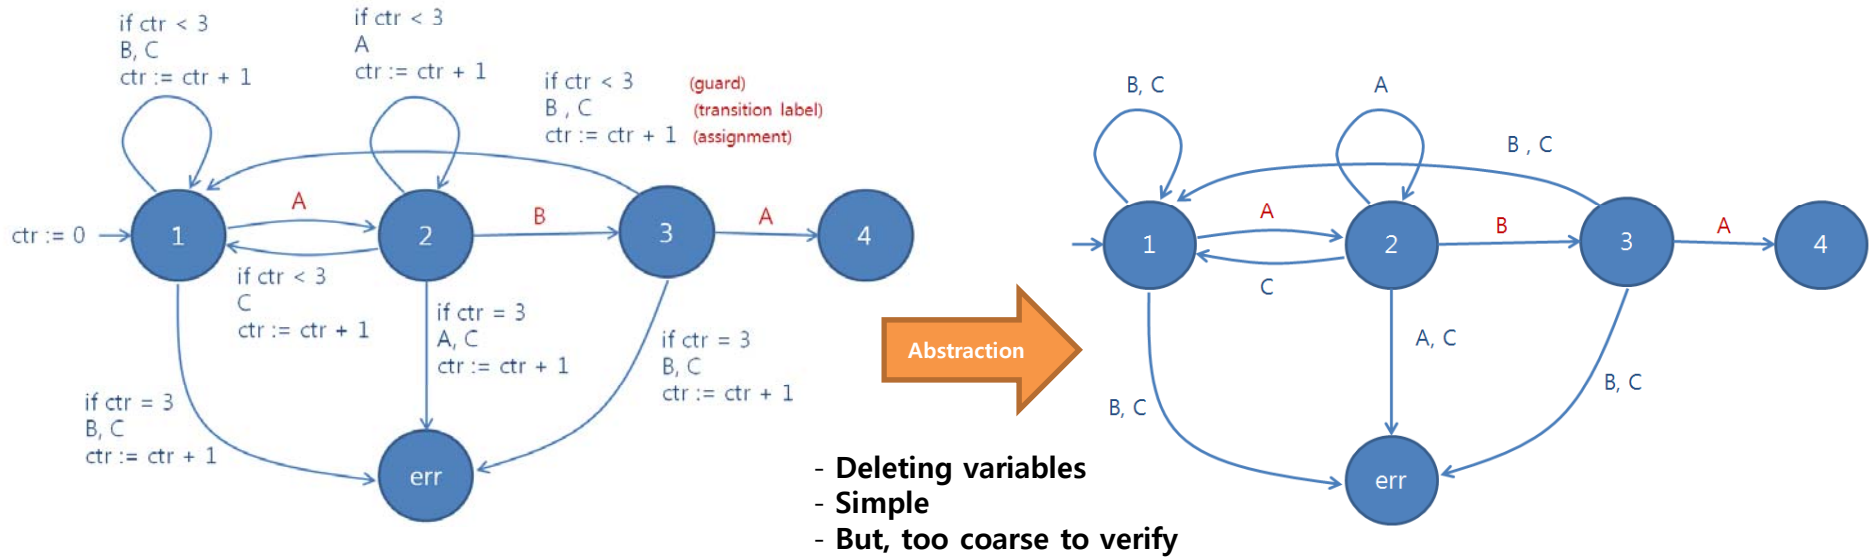 if ctr < 3
B, C
ctr := ctr + 1
if ctr < 3
A
ctr := ctr + 1
if ctr < 3 (guard)
B , C (transition label)
ctr := ctr + 1 (assignment)
ctr := 0
1
A
2
B
3
A
4
if ctr < 3
C
ctr := ctr + 1
if ctr = 3
A, C
ctr := ctr + 1
if ctr = 3
B, C
ctr := ctr + 1
if ctr = 3
B, C
ctr := ctr + 1
err
Abstraction
- Deleting variables
- Simple
- But, too coarse to verify
B, C
A
B , C
1
A
2
B
3
A
4
C
A, C
B, C
B, C
err